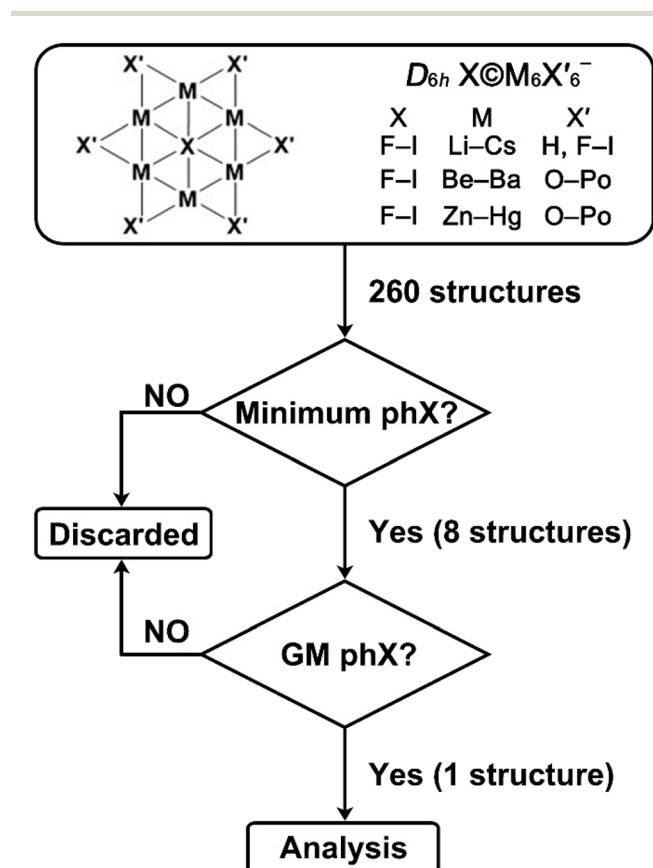 X' X'
M
M M
X' X X'
M M
M
X' X'
D6h X©M6X'6−
X M X'
F–I Li–Cs H, F–I
F–I Be–Ba O–Po
F–I Zn–Hg O–Po
260 structures
NO
Minimum phX?
Discarded
Yes (8 structures)
NO
GM phX?
Yes (1 structure)
Analysis